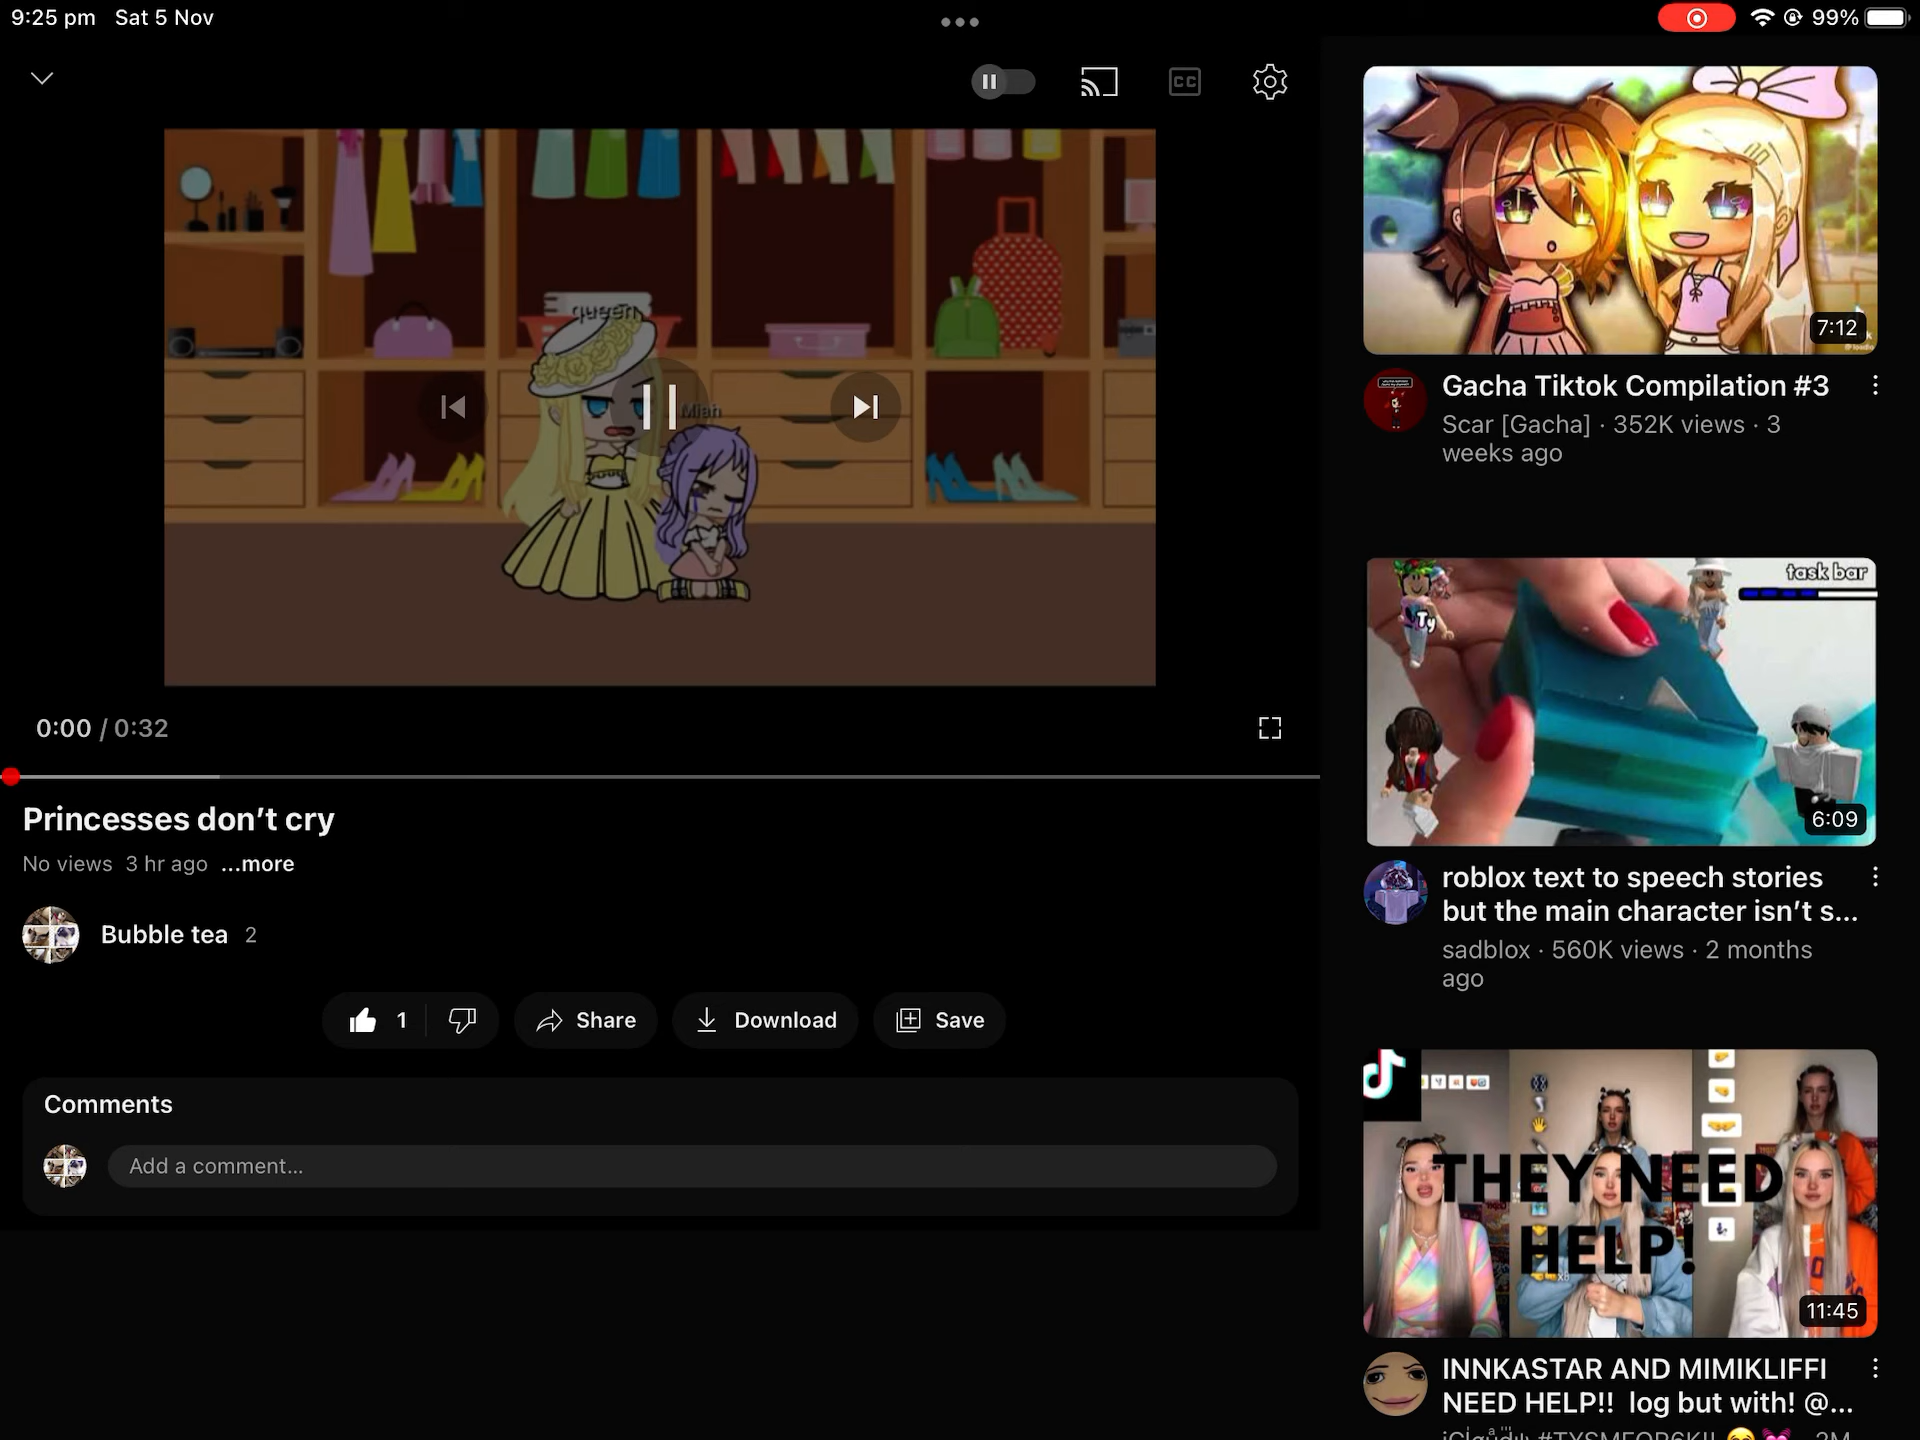 9:25 pm Sat 5 Nov
99%
CC
queen
Miah
0:00 / 0:32
Princesses don't cry
No views 3 hr ago ...more
Bubble tea 2
1
Share
Download
Save
Comments
Add a comment...
7:12
Gacha Tiktok Compilation #3
Scar [Gacha] · 352K views · 3
weeks ago
task bar
Ty
6:09
roblox text to speech stories
but the main character isn't s...
sadblox · 560K views · 2 months
ago
THEY NEED
HELP!
11:45
INNKASTAR AND MIMIKLIFFI
NEED HELP!! log but with! @...